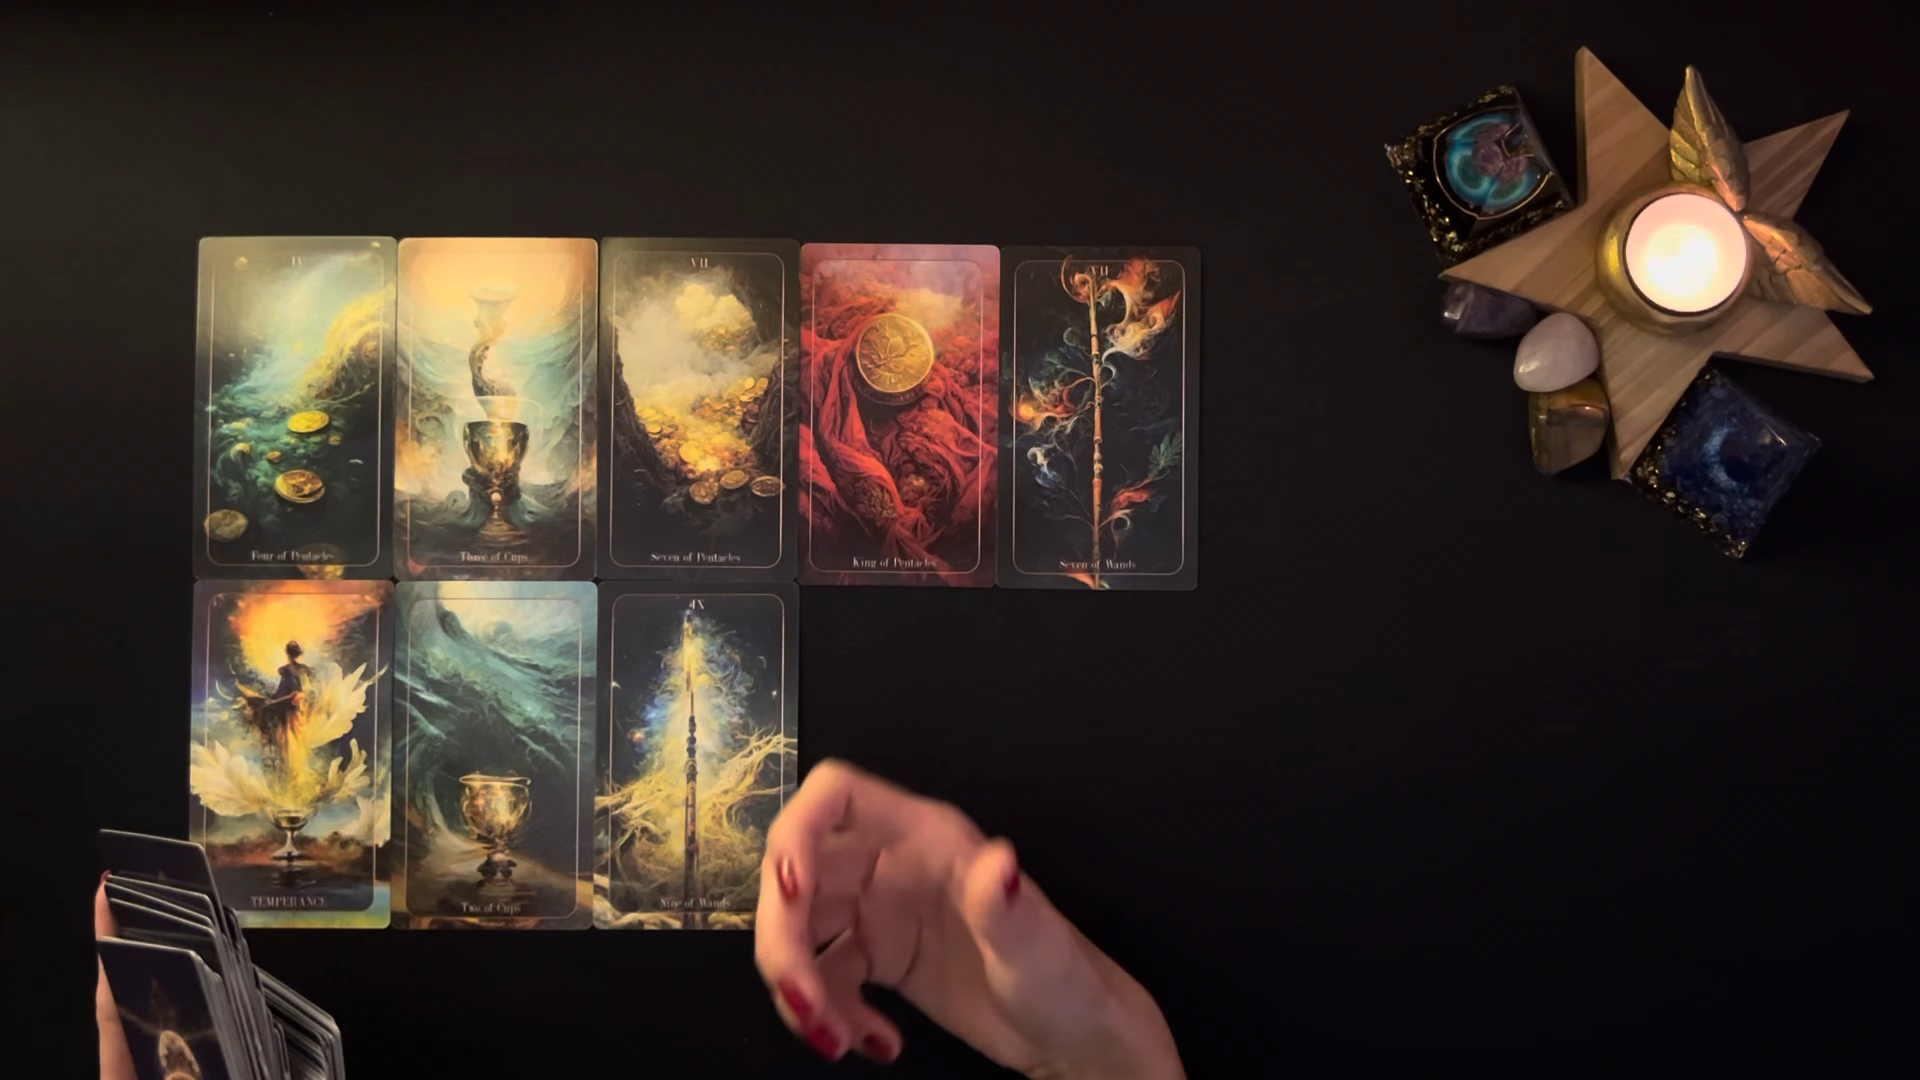 IV
VII
VII
Four of Pentacles
Three of Cups
Seven of Pentacles
King of Pentacles
Seven of Wands
IX
TEMPERANCE
Two of Cups
Nine of Wands